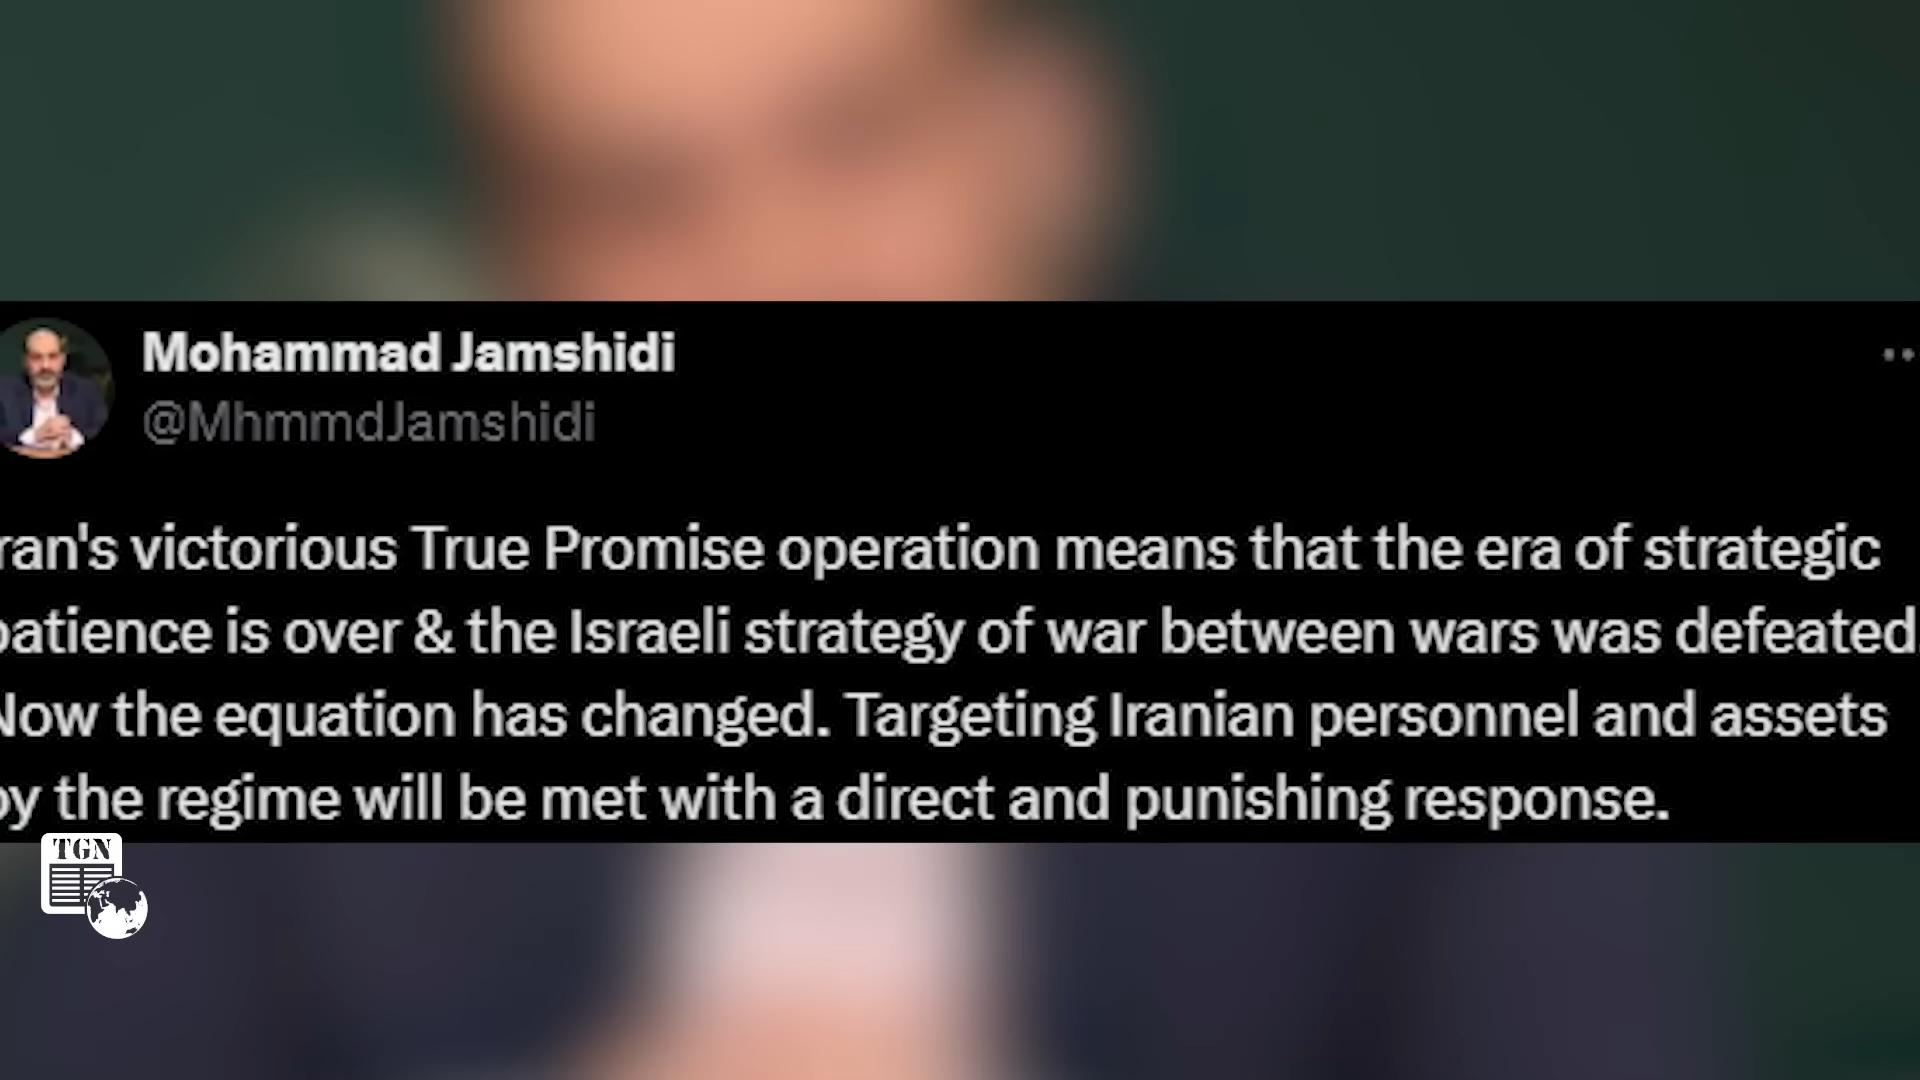 Mohammad Jamshidi
@MhmmdJamshidi
ran's victorious True Promise operation means that the era of strategic
patience is over & the Israeli strategy of war between wars was defeated.
Now the equation has changed. Targeting Iranian personnel and assets
by the regime will be met with a direct and punishing response.
TGN